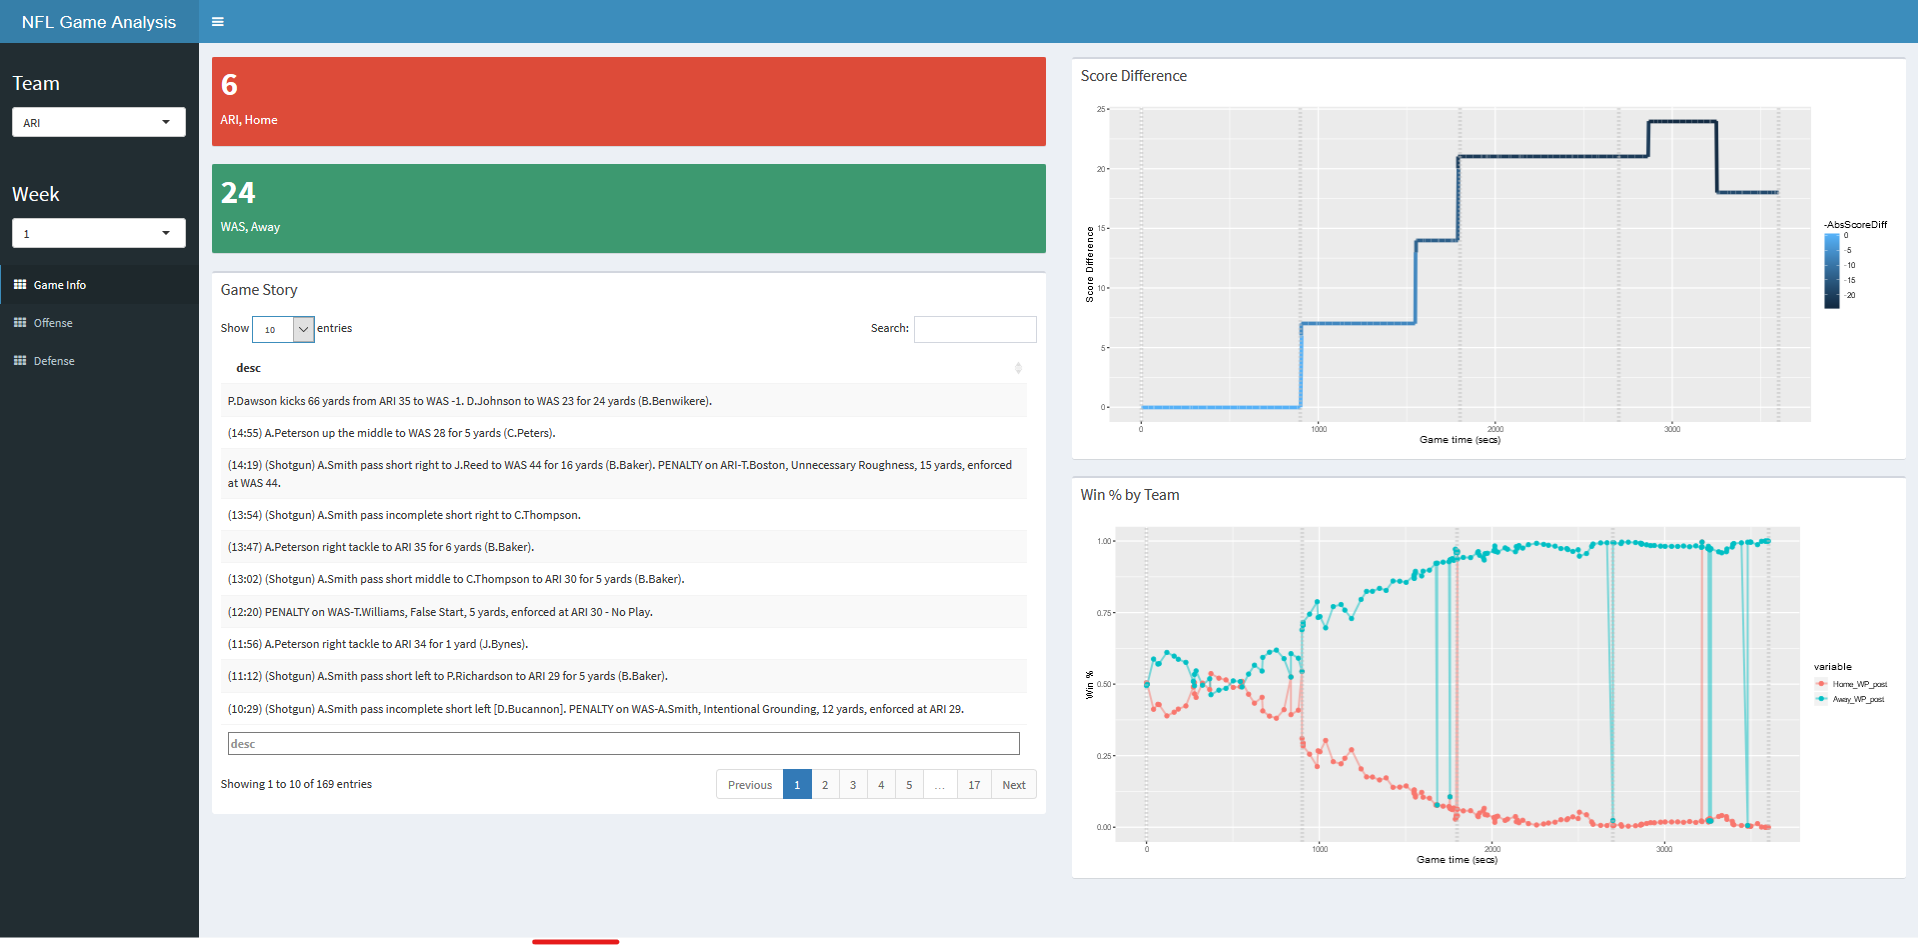 NFL Game Analysis
Team
ARI
Week
1
Game Info
Offense
Defense
6
ARI, Home
24
WAS, Away
Game Story
Show 10 entries
Search:
desc
P.Dawson kicks 66 yards from ARI 35 to WAS -1. D.Johnson to WAS 23 for 24 yards (B.Benwikere).
(14:55) A.Peterson up the middle to WAS 28 for 5 yards (C.Peters).
(14:19) (Shotgun) A.Smith pass short right to J.Reed to WAS 44 for 16 yards (B.Baker). PENALTY on ARI-T.Boston, Unnecessary Roughness, 15 yards, enforced
at WAS 44.
(13:54) (Shotgun) A.Smith pass incomplete short right to C.Thompson.
(13:47) A.Peterson right tackle to ARI 35 for 6 yards (B.Baker).
(13:02) (Shotgun) A.Smith pass short middle to C.Thompson to ARI 30 for 5 yards (B.Baker).
(12:20) PENALTY on WAS-T.Williams, False Start, 5 yards, enforced at ARI 30 - No Play.
(11:56) A.Peterson right tackle to ARI 34 for 1 yard (J.Bynes).
(11:12) (Shotgun) A.Smith pass short left to P.Richardson to ARI 29 for 5 yards (B.Baker).
(10:29) (Shotgun) A.Smith pass incomplete short left [D.Bucannon]. PENALTY on WAS-A.Smith, Intentional Grounding, 12 yards, enforced at ARI 29.
desc
Showing 1 to 10 of 169 entries
Previous 1 2 3 4 5 ... 17 Next
Score Difference
25
20
15
10
5
0
Score Difference
0 1000 2000 3000
Game time (secs)
-AbsScoreDiff
0
-5
-10
-15
-20
Win % by Team
1.00
0.75
0.50
0.25
0.00
Win %
0 1000 2000 3000
Game time (secs)
variable
Home_WP_post
Away_WP_post